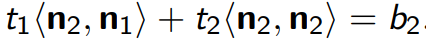 t₁⟨n₂, n₁⟩ + t₂⟨n₂, n₂⟩ = b₂.